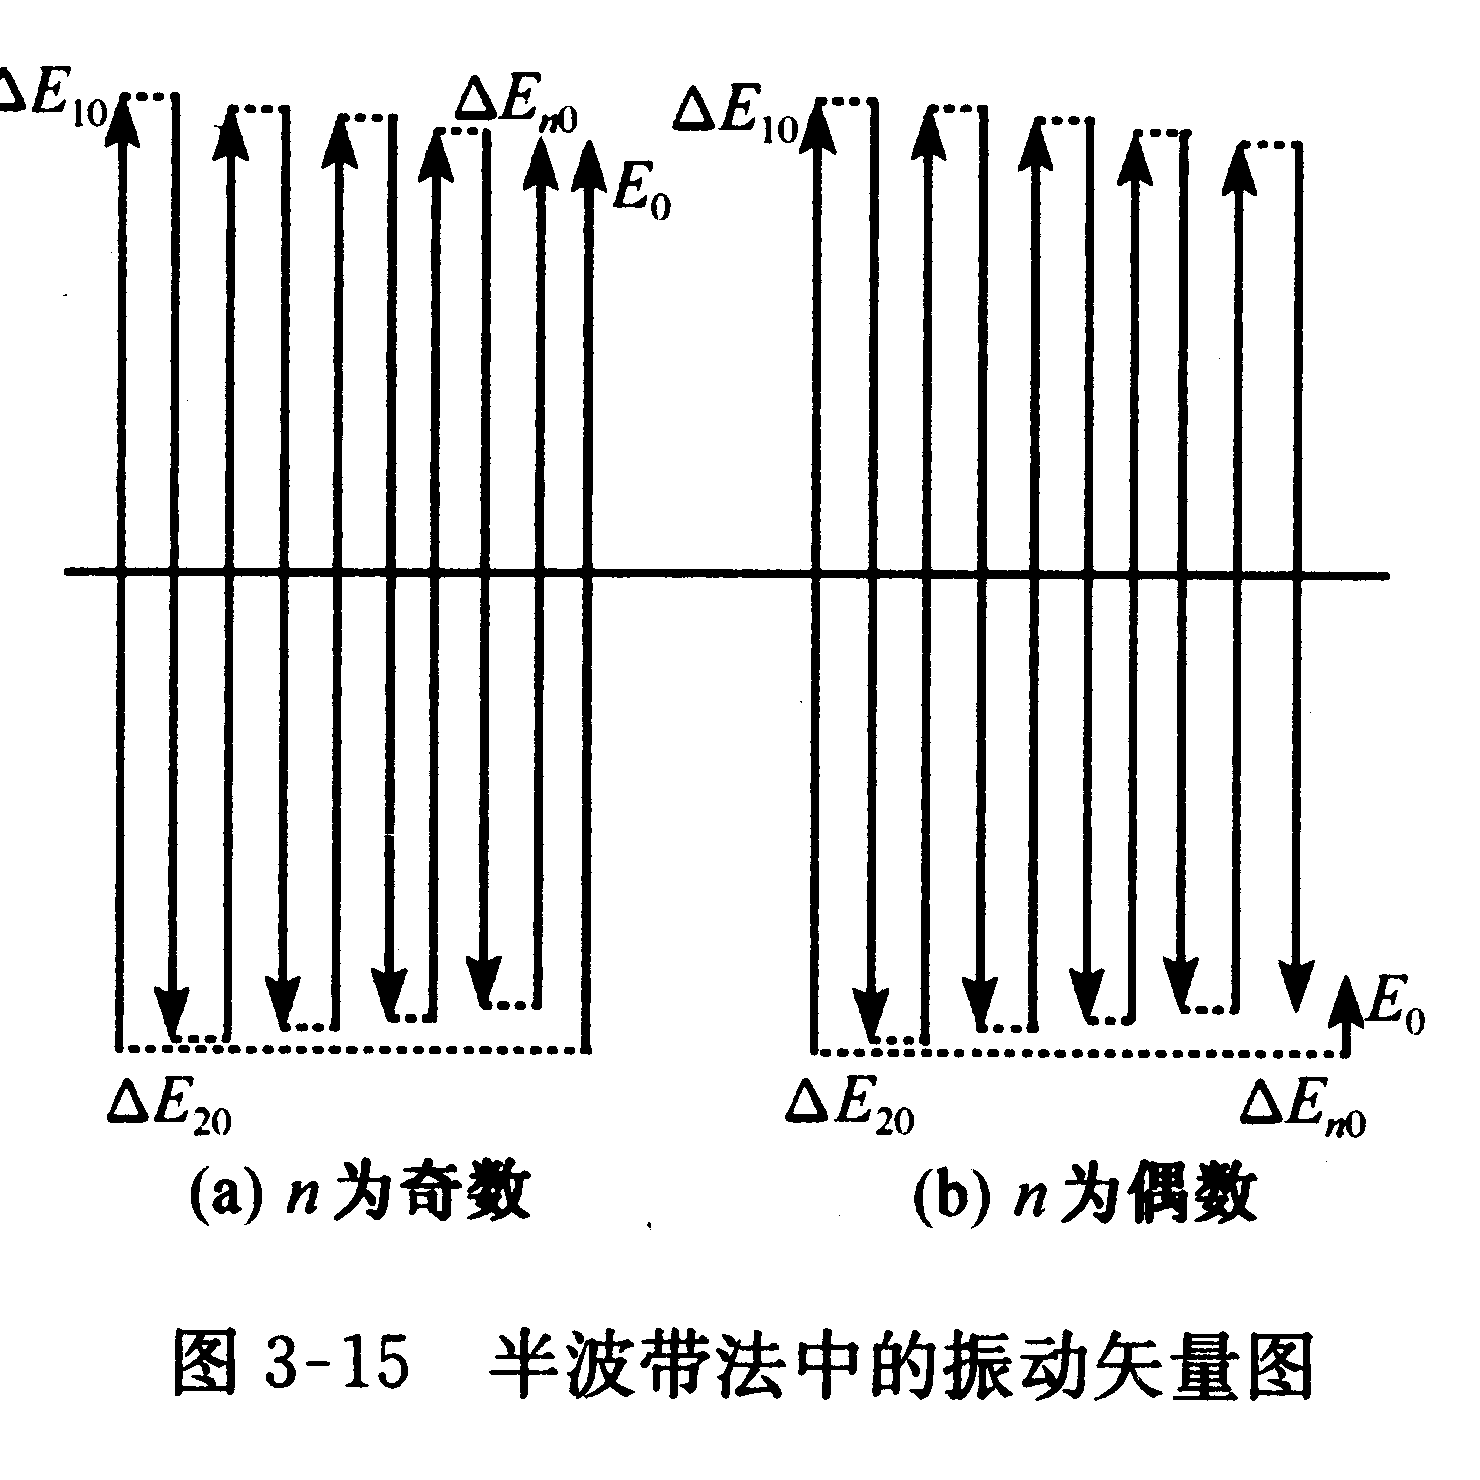 ΔE₁₀ ΔEₙ₀ E₀ ΔE₁₀
E₀
ΔE₂₀ ΔE₂₀ ΔEₙ₀
(a) n为奇数 (b) n为偶数
图 3-15 半波带法中的振动矢量图